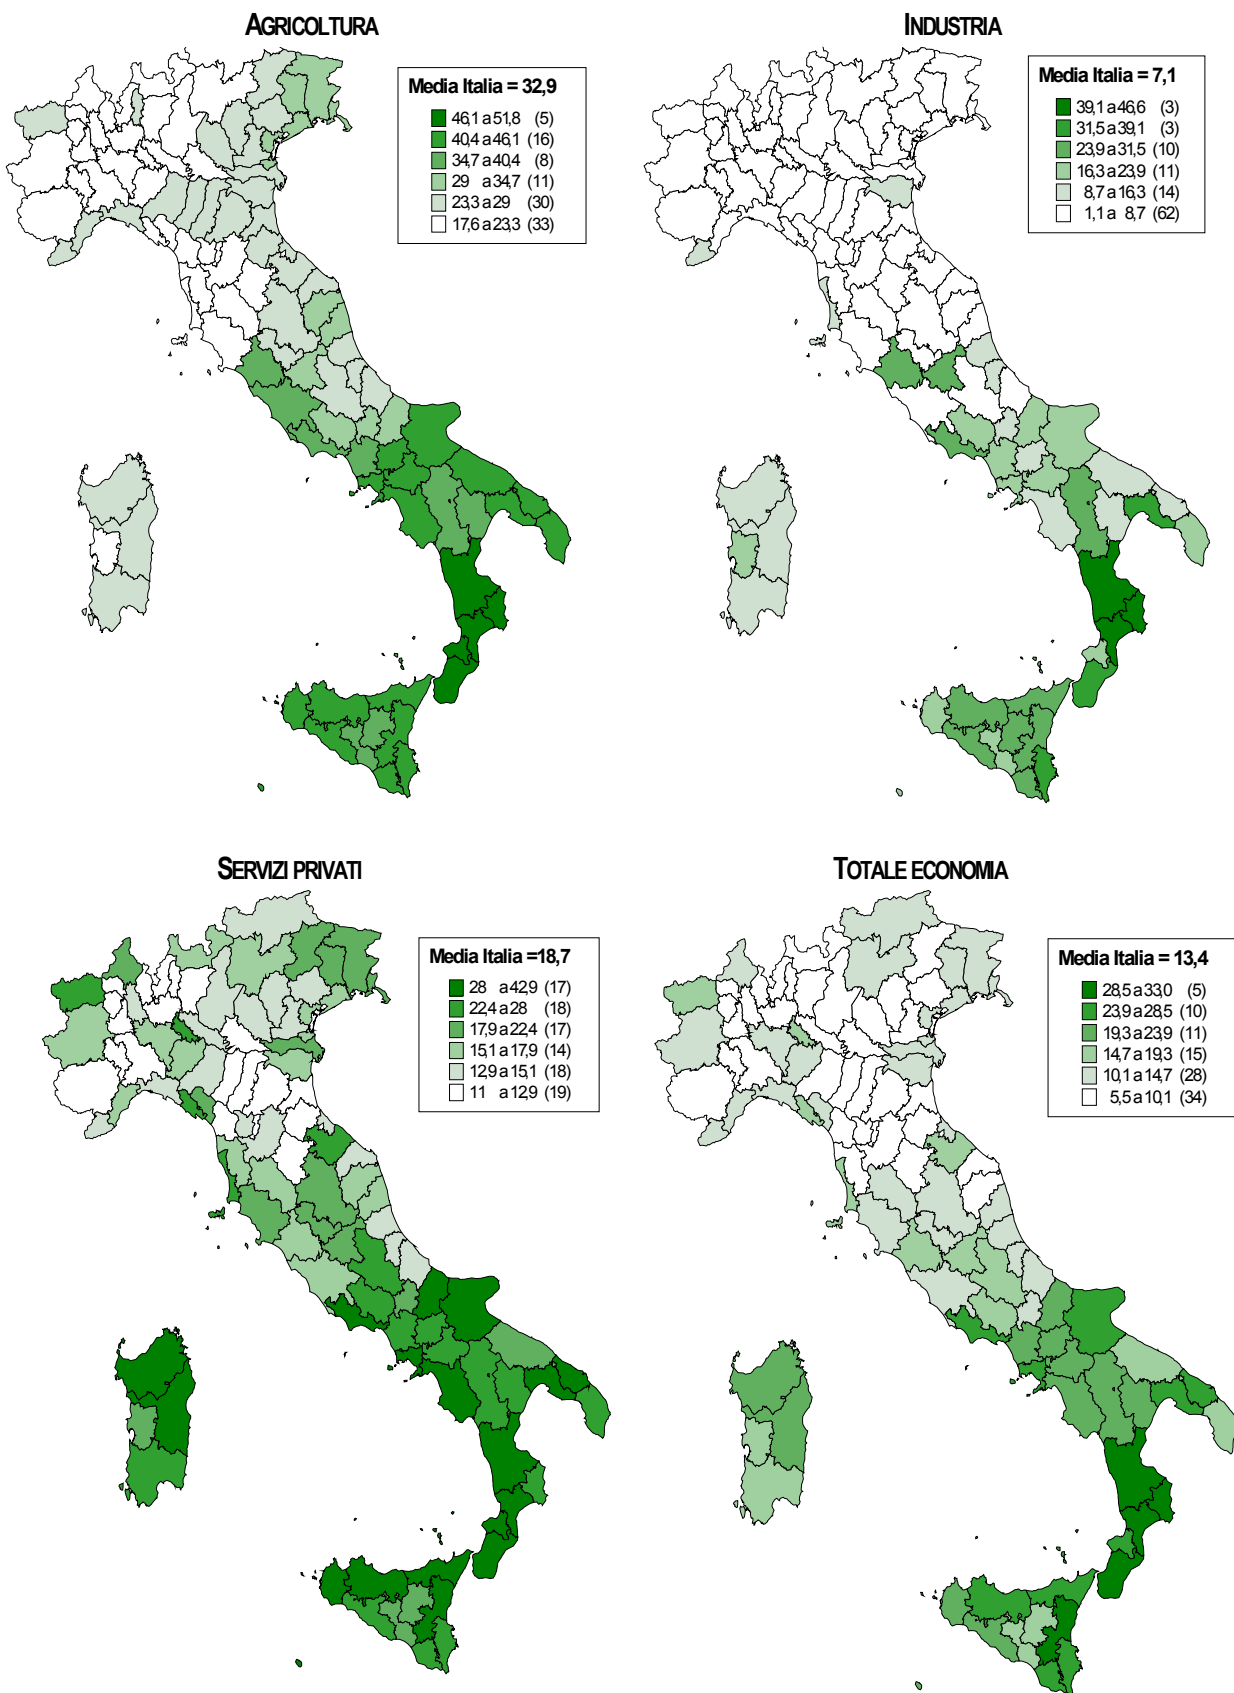 AGRICOLTURA
Media Italia = 32,9
46,1 a 51,8 (5)
40,4 a 46,1 (16)
34,7 a 40,4 (8)
29 a 34,7 (11)
23,3 a 29 (30)
17,6 a 23,3 (33)
INDUSTRIA
Media Italia = 7,1
39,1 a 46,6 (3)
31,5 a 39,1 (3)
23,9 a 31,5 (10)
16,3 a 23,9 (11)
8,7 a 16,3 (14)
1,1 a 8,7 (62)
SERVIZI PRIVATI
Media Italia =18,7
28 a 42,9 (17)
22,4 a 28 (18)
17,9 a 22,4 (17)
15,1 a 17,9 (14)
12,9 a 15,1 (18)
11 a 12,9 (19)
TOTALE ECONOMIA
Media Italia = 13,4
28,5 a 33,0 (5)
23,9 a 28,5 (10)
19,3 a 23,9 (11)
14,7 a 19,3 (15)
10,1 a 14,7 (28)
5,5 a 10,1 (34)